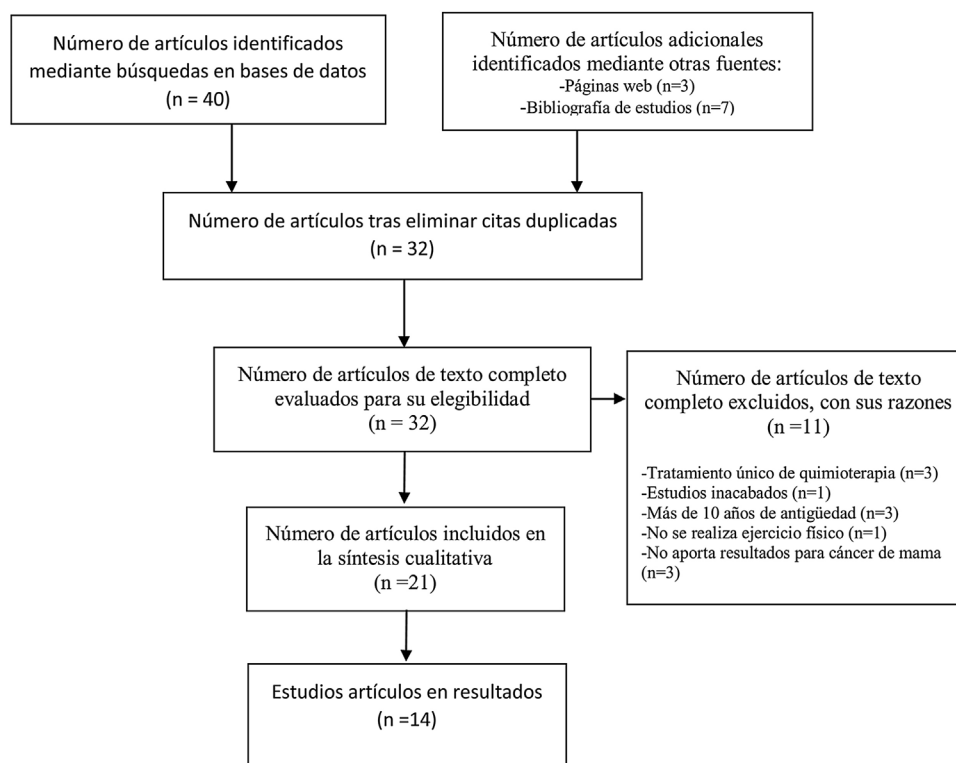 Número de artículos identificados
mediante búsquedas en bases de datos
(n = 40)
Número de artículos adicionales
identificados mediante otras fuentes:
-Páginas web (n=3)
-Bibliografía de estudios (n=7)
Número de artículos tras eliminar citas duplicadas
(n = 32)
Número de artículos de texto completo
evaluados para su elegibilidad
(n = 32)
Número de artículos de texto
completo excluidos, con sus razones
(n =11)
-Tratamiento único de quimioterapia (n=3)
-Estudios inacabados (n=1)
-Más de 10 años de antigüedad (n=3)
-No se realiza ejercicio físico (n=1)
-No aporta resultados para cáncer de mama
(n=3)
Número de artículos incluidos en
la síntesis cualitativa
(n =21)
Estudios artículos en resultados
(n =14)